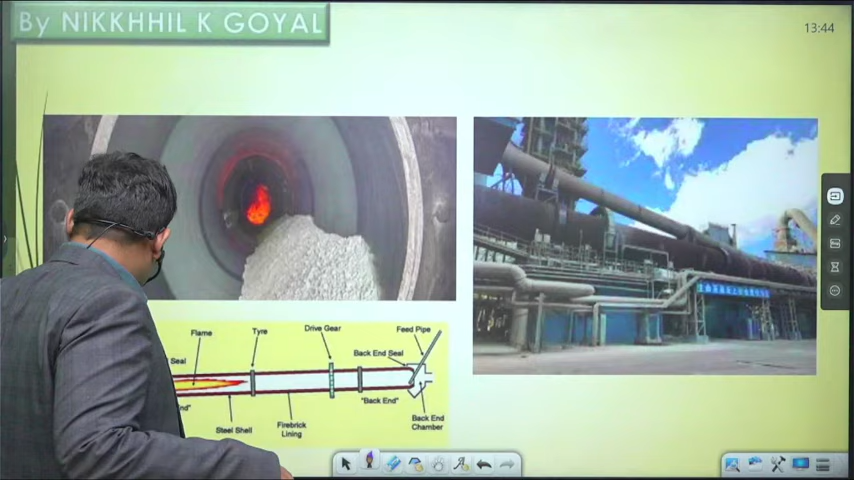 By NIKKHHIL K GOYAL
13:44
Flame
Tyre
Drive Gear
Feed Pipe
Seal
Back End Seal
"Back End"
Steel Shell
Firebrick
Lining
Back End
Chamber